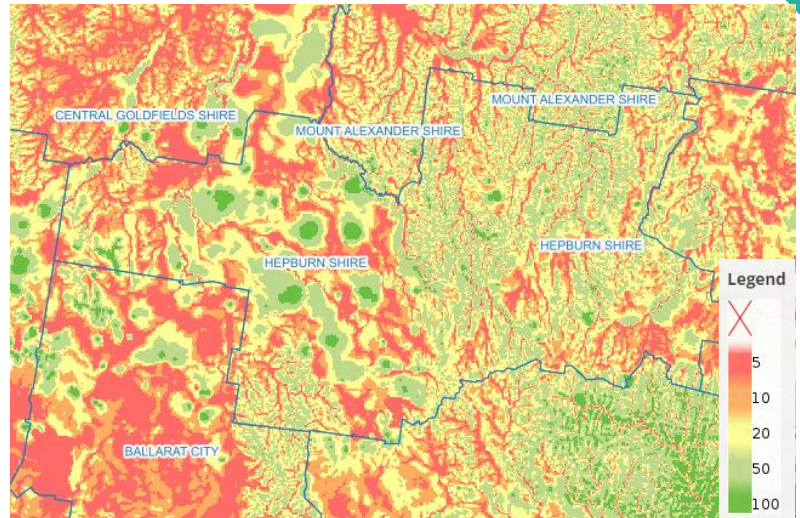 MOUNT ALEXANDER SHIRE
CENTRAL GOLDFIELDS SHIRE
MOUNT ALEXANDER SHIRE
HEPBURN SHIRE
HEPBURN SHIRE
Legend
5
10
20
50
100
BALLARAT CITY